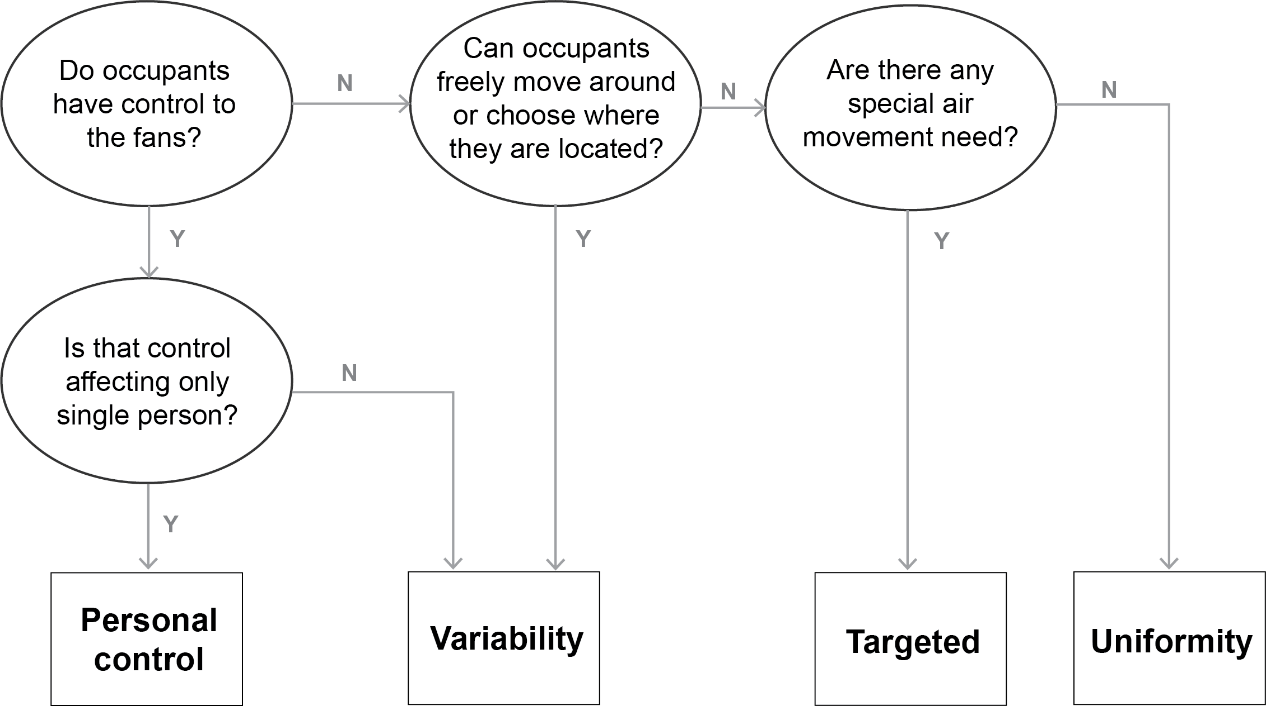 Do occupants
have control to
the fans?
N
Can occupants
freely move around
or choose where
they are located?
N
Are there any
special air
movement need?
N
Y
Y
Y
Is that control
affecting only
single person?
N
Y
Personal
control
Variability
Targeted
Uniformity